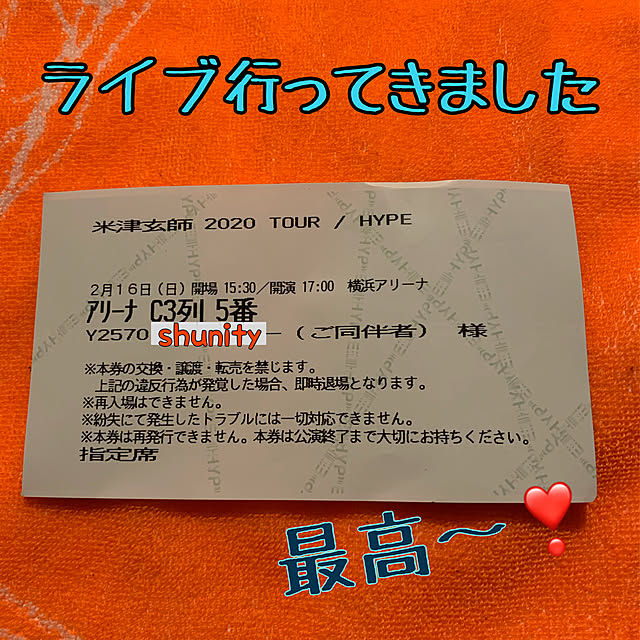 ライブ行ってきました
米津玄師 2020 TOUR / HYPE
2月16日(日) 開場 15:30/開演 17:00 横浜アリーナ
アリーナ C3列 5番
Y2570 shunity ー (ご同伴者) 様
※本券の交換・譲渡・転売を禁じます。
上記の違反行為が発覚した場合、即時退場となります。
※再入場はできません。
※紛失にて発生したトラブルには一切対応できません。
※本券は再発行できません。本券は公演終了まで大切にお持ちください。
指定席
最高〜❣